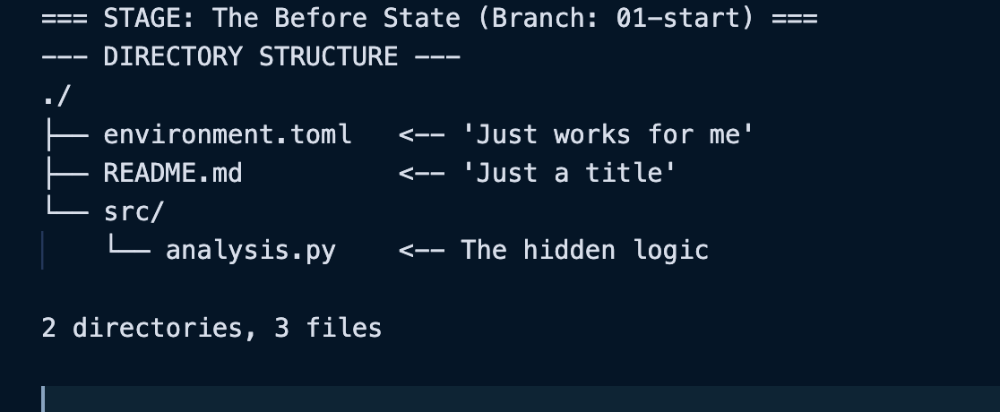 === STAGE: The Before State (Branch: 01-start) ===
--- DIRECTORY STRUCTURE ---
./
├── environment.toml   <-- 'Just works for me'
├── README.md          <-- 'Just a title'
└── src/
    └── analysis.py    <-- The hidden logic

2 directories, 3 files